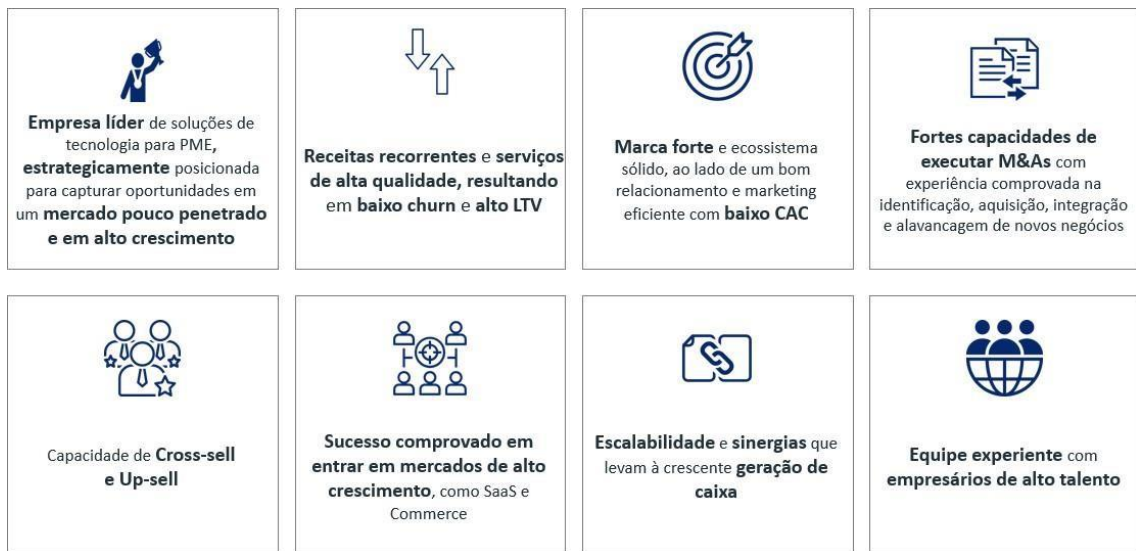 Empresa líder de soluções de
tecnologia para PME,
estrategicamente posicionada
para capturar oportunidades em
um mercado pouco penetrado
e em alto crescimento
Receitas recorrentes e serviços
de alta qualidade, resultando
em baixo churn e alto LTV
Marca forte e ecossistema
sólido, ao lado de um bom
relacionamento e marketing
eficiente com baixo CAC
Fortes capacidades de
executar M&As com
experiência comprovada na
identificação, aquisição, integração
e alavancagem de novos negócios
Capacidade de Cross-sell
e Up-sell
Sucesso comprovado em
entrar em mercados de alto
crescimento, como SaaS e
Commerce
Escalabilidade e sinergias que
levam à crescente geração de
caixa
Equipe experiente com
empresários de alto talento